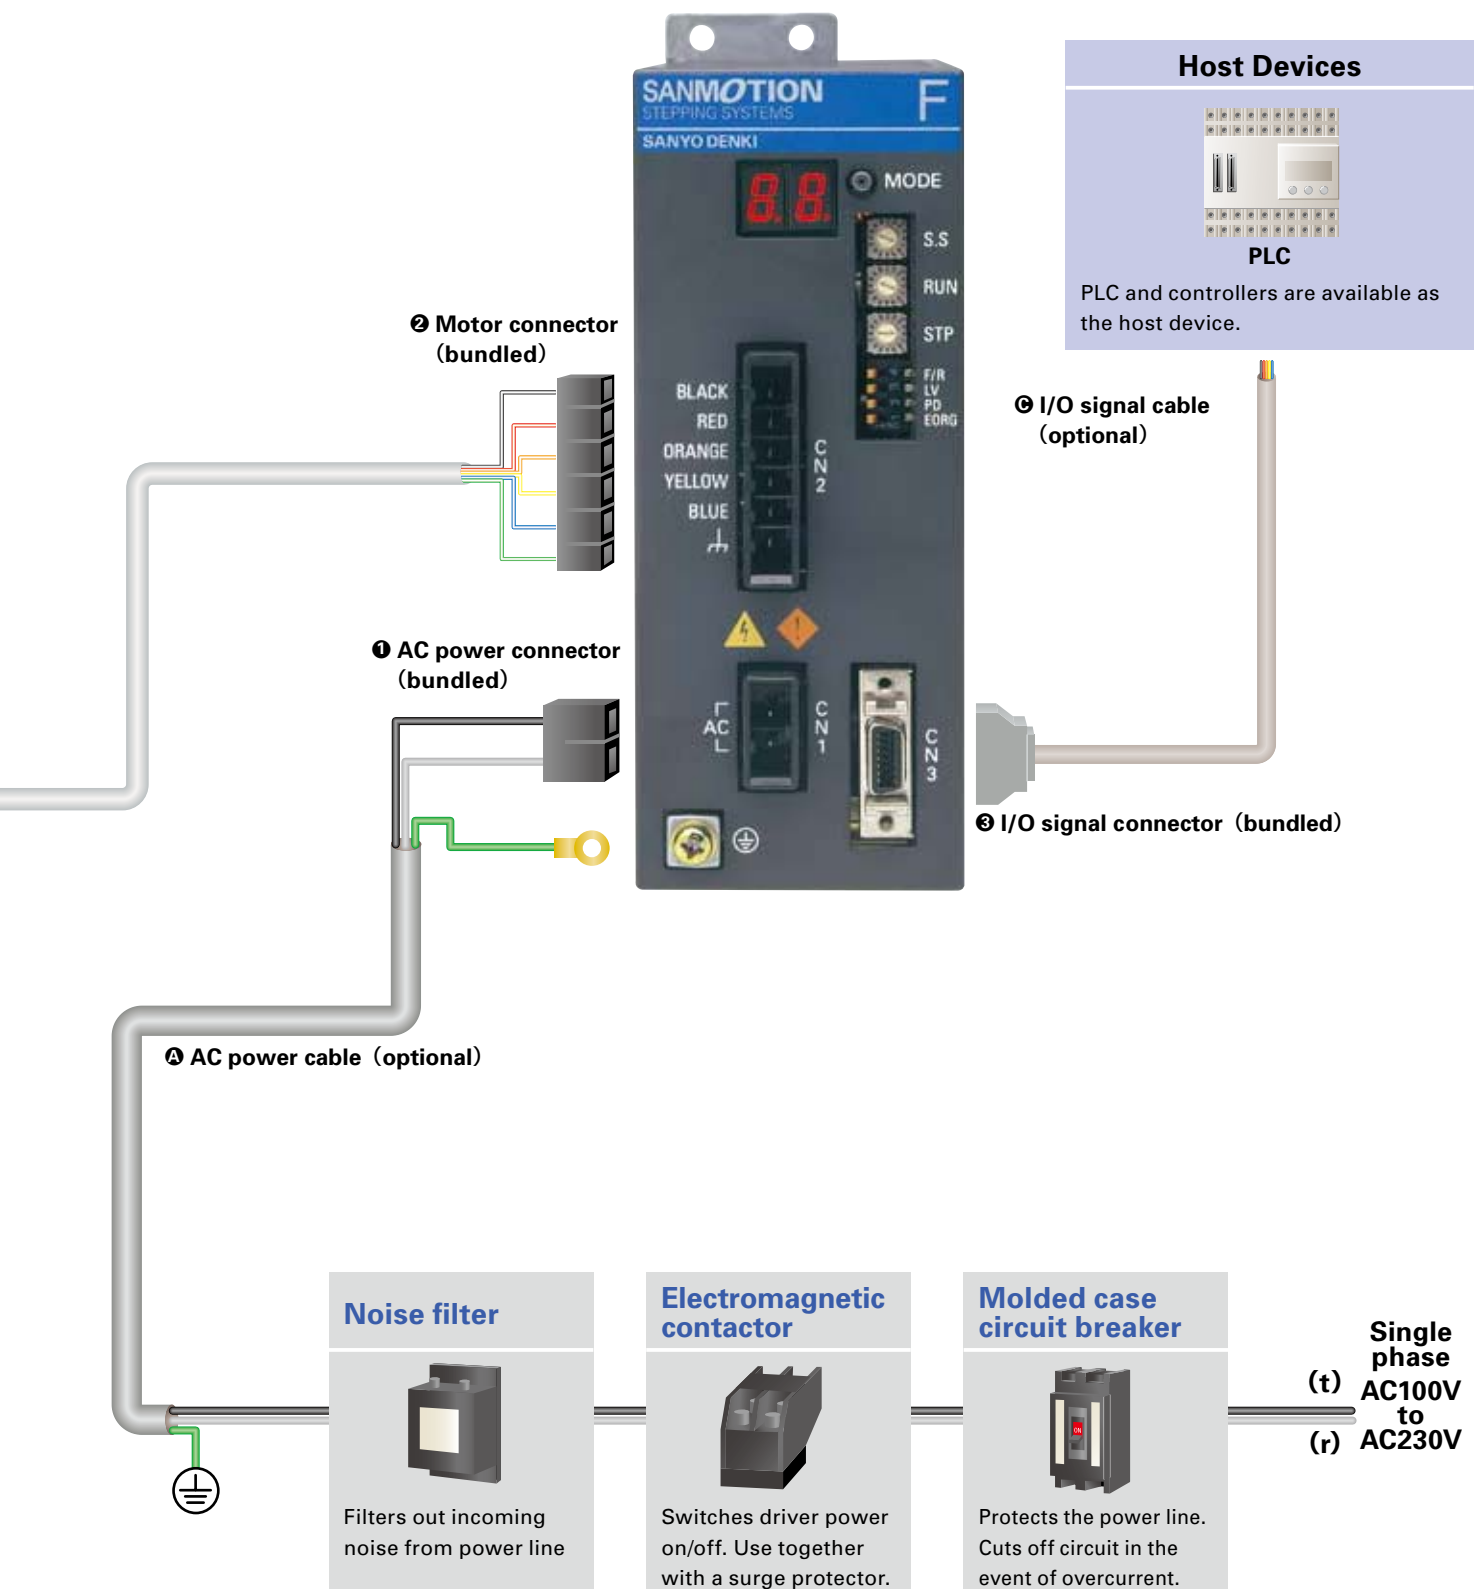 SANMOTION
STEPPING SYSTEMS
F
SANYO DENKI
MODE
S.S
RUN
STP
F/R
LV
PD
EORG
BLACK
RED
ORANGE
YELLOW
BLUE
CN2
AC
CN1
CN3
Host Devices
PLC
PLC and controllers are available as
the host device.
❷ Motor connector
(bundled)
🅒 I/O signal cable
(optional)
❶ AC power connector
(bundled)
❸ I/O signal connector (bundled)
🅐 AC power cable (optional)
Noise filter
Filters out incoming
noise from power line
Electromagnetic
contactor
Switches driver power
on/off. Use together
with a surge protector.
Molded case
circuit breaker
ON
Protects the power line.
Cuts off circuit in the
event of overcurrent.
(t)
(r)
Single
phase
AC100V
to
AC230V